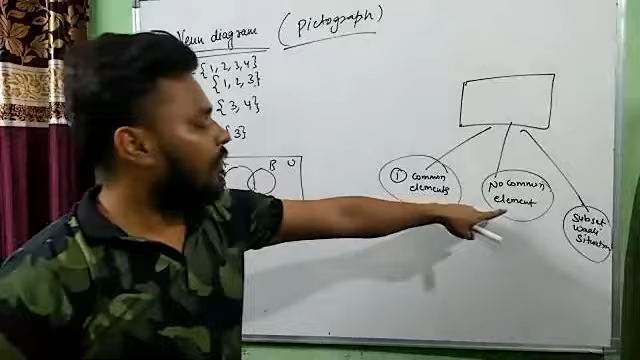 Venn diagram (Pictograph)
{1,2,3,4}
{1,2,3}
{3,4}
{3}
B U
① Common
elements
No common
element
Subset
waali
situation